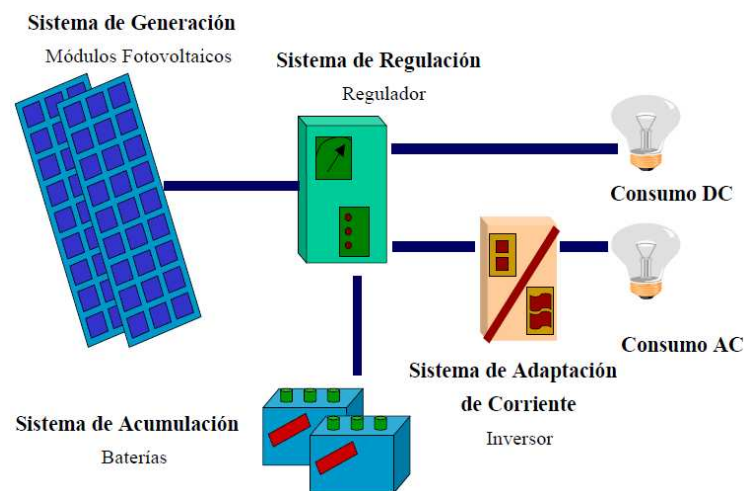 Sistema de Generación
Módulos Fotovoltaicos
Sistema de Regulación
Regulador
Consumo DC
Consumo AC
Sistema de Adaptación
de Corriente
Inversor
Sistema de Acumulación
Baterías